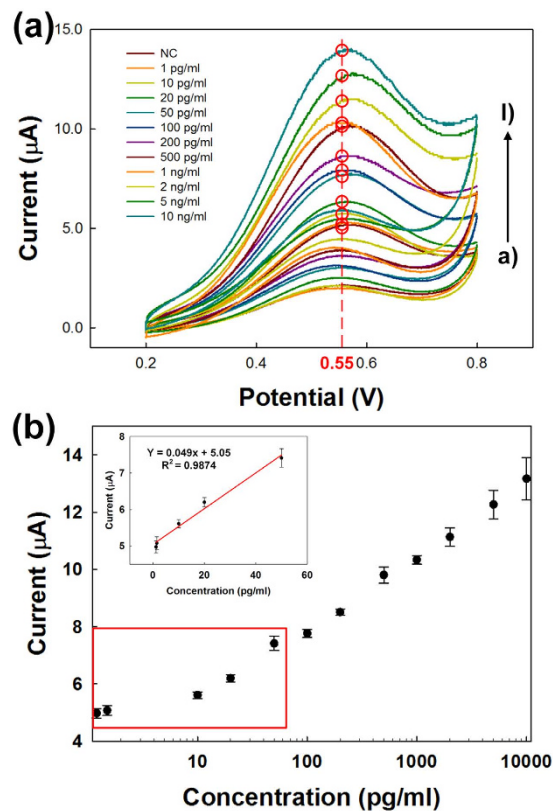 (a)
15.0
10.0
5.0
0.0
Current (μA)
NC
1 pg/ml
10 pg/ml
20 pg/ml
50 pg/ml
100 pg/ml
200 pg/ml
500 pg/ml
1 ng/ml
2 ng/ml
5 ng/ml
10 ng/ml
l)
a)
0.2 0.4 0.55 0.6 0.8
Potential (V)
(b)
14
12
10
8
6
4
Current (μA)
Y = 0.049x + 5.05
R² = 0.9874
8
7
6
5
Current (μA)
0 20 40 60
Concentration (pg/ml)
10 100 1000 10000
Concentration (pg/ml)